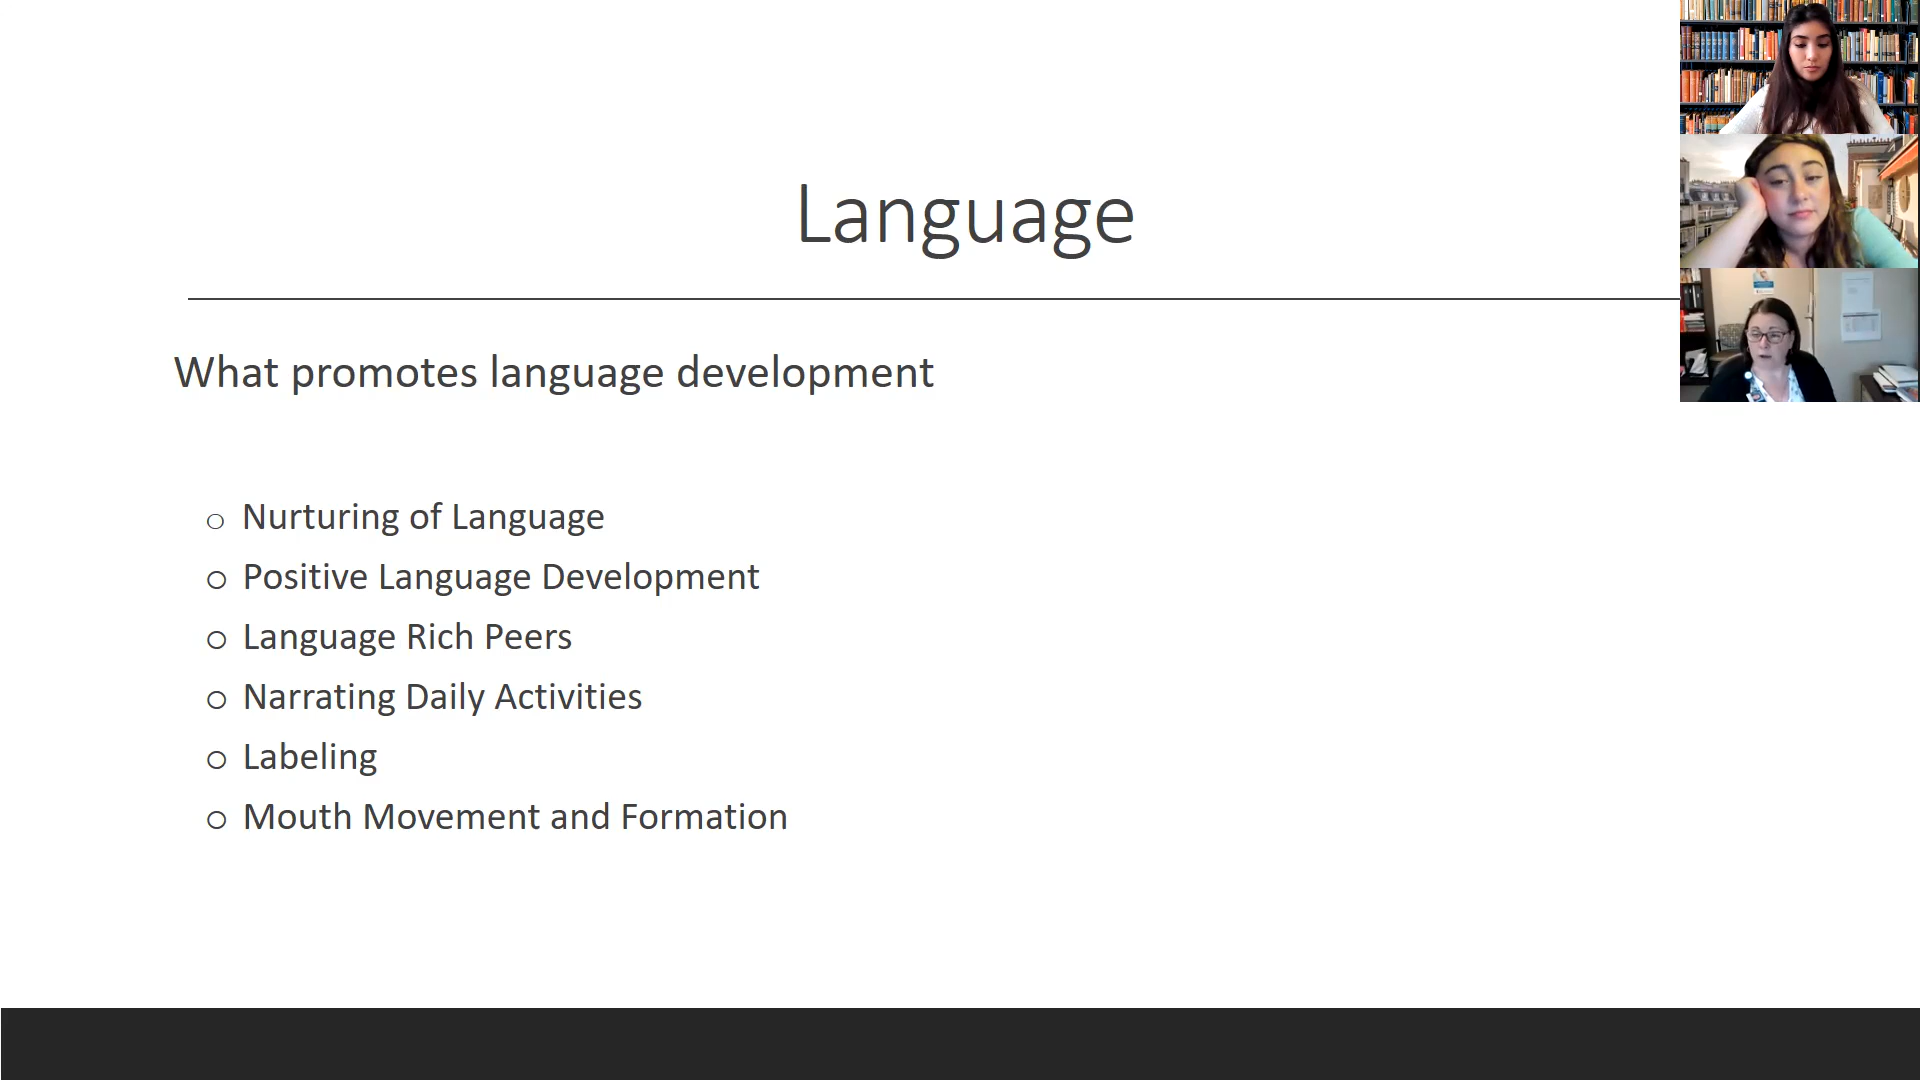 Language
What promotes language development
o Nurturing of Language
o Positive Language Development
o Language Rich Peers
o Narrating Daily Activities
o Labeling
o Mouth Movement and Formation